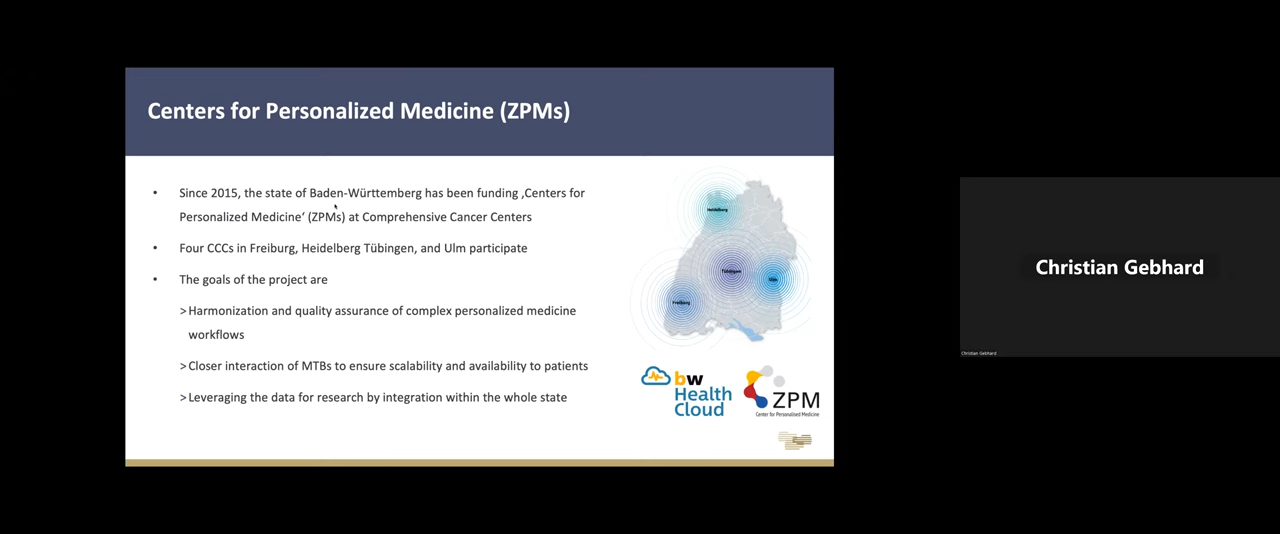 Centers for Personalized Medicine (ZPMs)
• Since 2015, the state of Baden-Württemberg has been funding ‚Centers for
Personalized Medicine‘ (ZPMs) at Comprehensive Cancer Centers
• Four CCCs in Freiburg, Heidelberg Tübingen, and Ulm participate
• The goals of the project are
> Harmonization and quality assurance of complex personalized medicine
workflows
> Closer interaction of MTBs to ensure scalability and availability to patients
> Leveraging the data for research by integration within the whole state
Heidelberg
Tübingen
Ulm
Freiburg
bw
Health
Cloud
ZPM
Center for Personalised Medicine
Christian Gebhard
Christian Gebhard